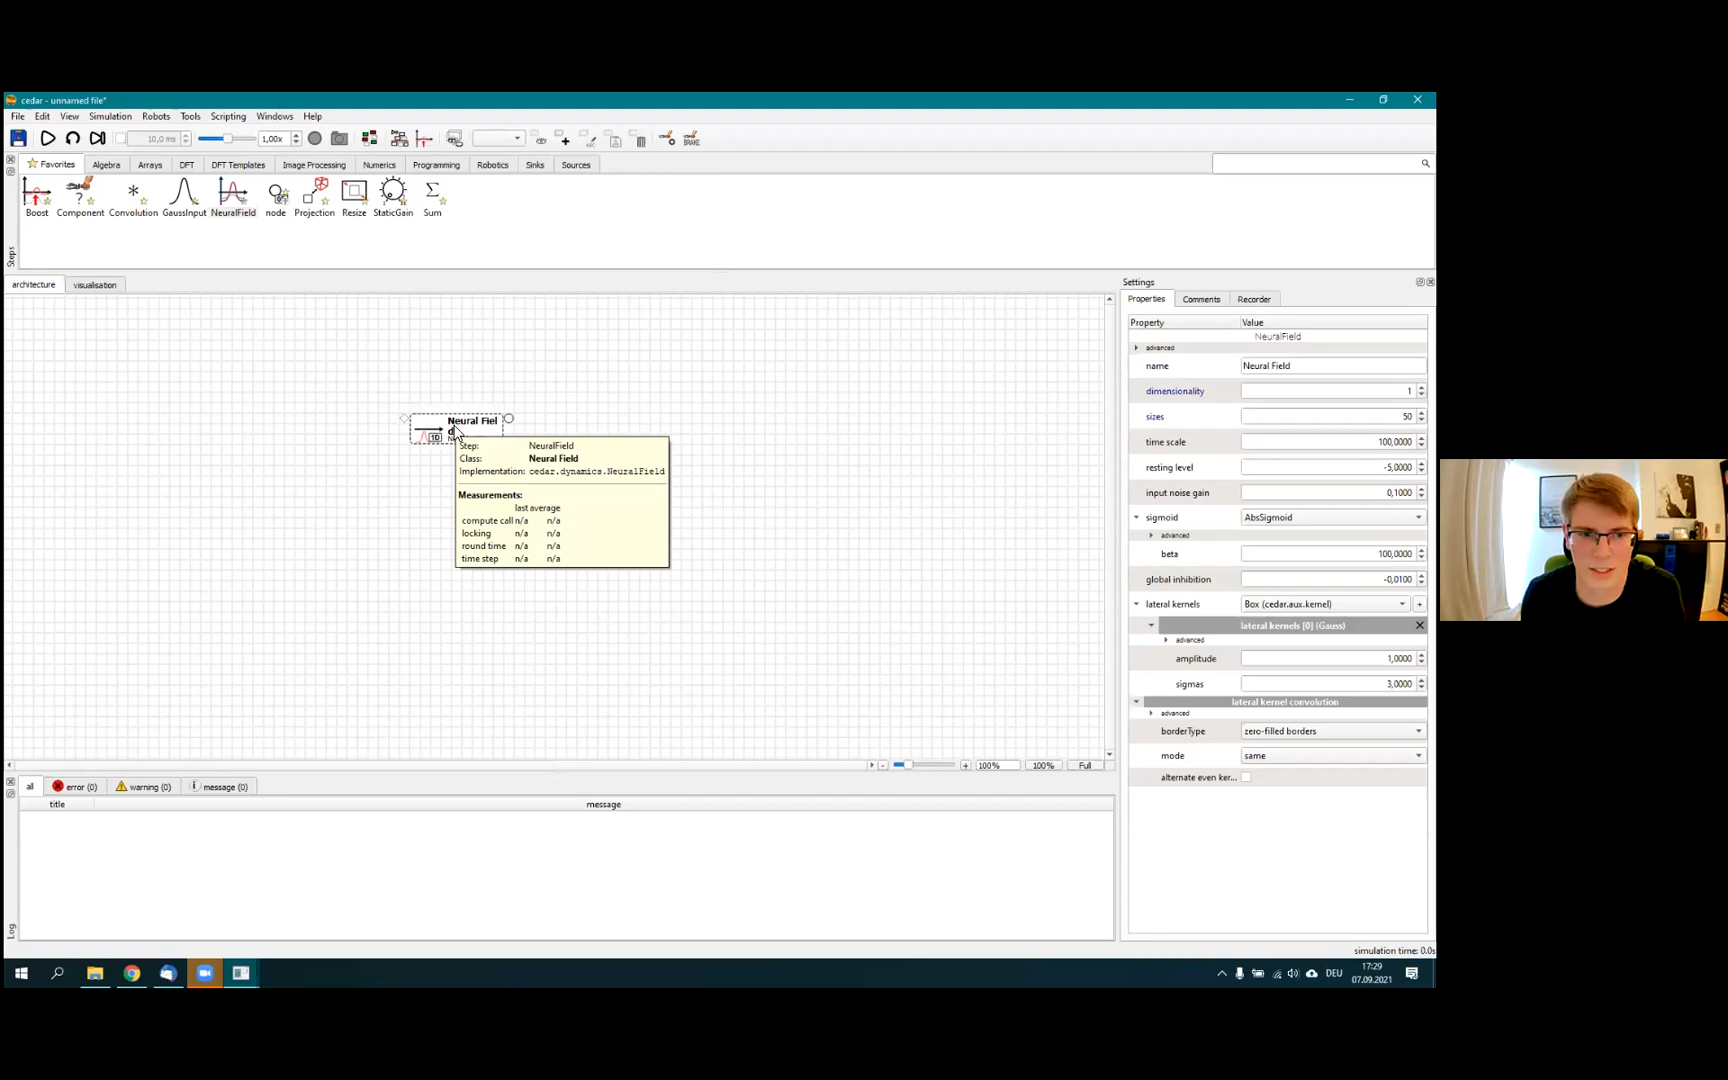 cedar - unnamed file*
File Edit View Simulation Robots Tools Scripting Windows Help
10,0 ms 1,00x BRAKE
Favorites Algebra Arrays DFT DFT Templates Image Processing Numerics Programming Robotics Sinks Sources
Boost Component Convolution GaussInput NeuralField node Projection Resize StaticGain Sum
Steps
architecture visualisation
Neural Fiel
d
1D
Step: NeuralField
Class: Neural Field
Implementation: cedar.dynamics.NeuralField
Measurements:
last average
compute call n/a n/a
locking n/a n/a
round time n/a n/a
time step n/a n/a
100% 100% Full
Settings
Properties Comments Recorder
Property Value
NeuralField
advanced
name Neural Field
dimensionality 1
sizes 50
time scale 100,0000
resting level -5,0000
input noise gain 0,1000
sigmoid AbsSigmoid
advanced
beta 100,0000
global inhibition -0,0100
lateral kernels Box (cedar.aux.kernel)
lateral kernels [0] (Gauss)
advanced
amplitude 1,0000
sigmas 3,0000
lateral kernel convolution
advanced
borderType zero-filled borders
mode same
alternate even ker...
all error (0) warning (0) message (0)
title message
Log
simulation time: 0.0s
DEU
17:29
07.09.2021